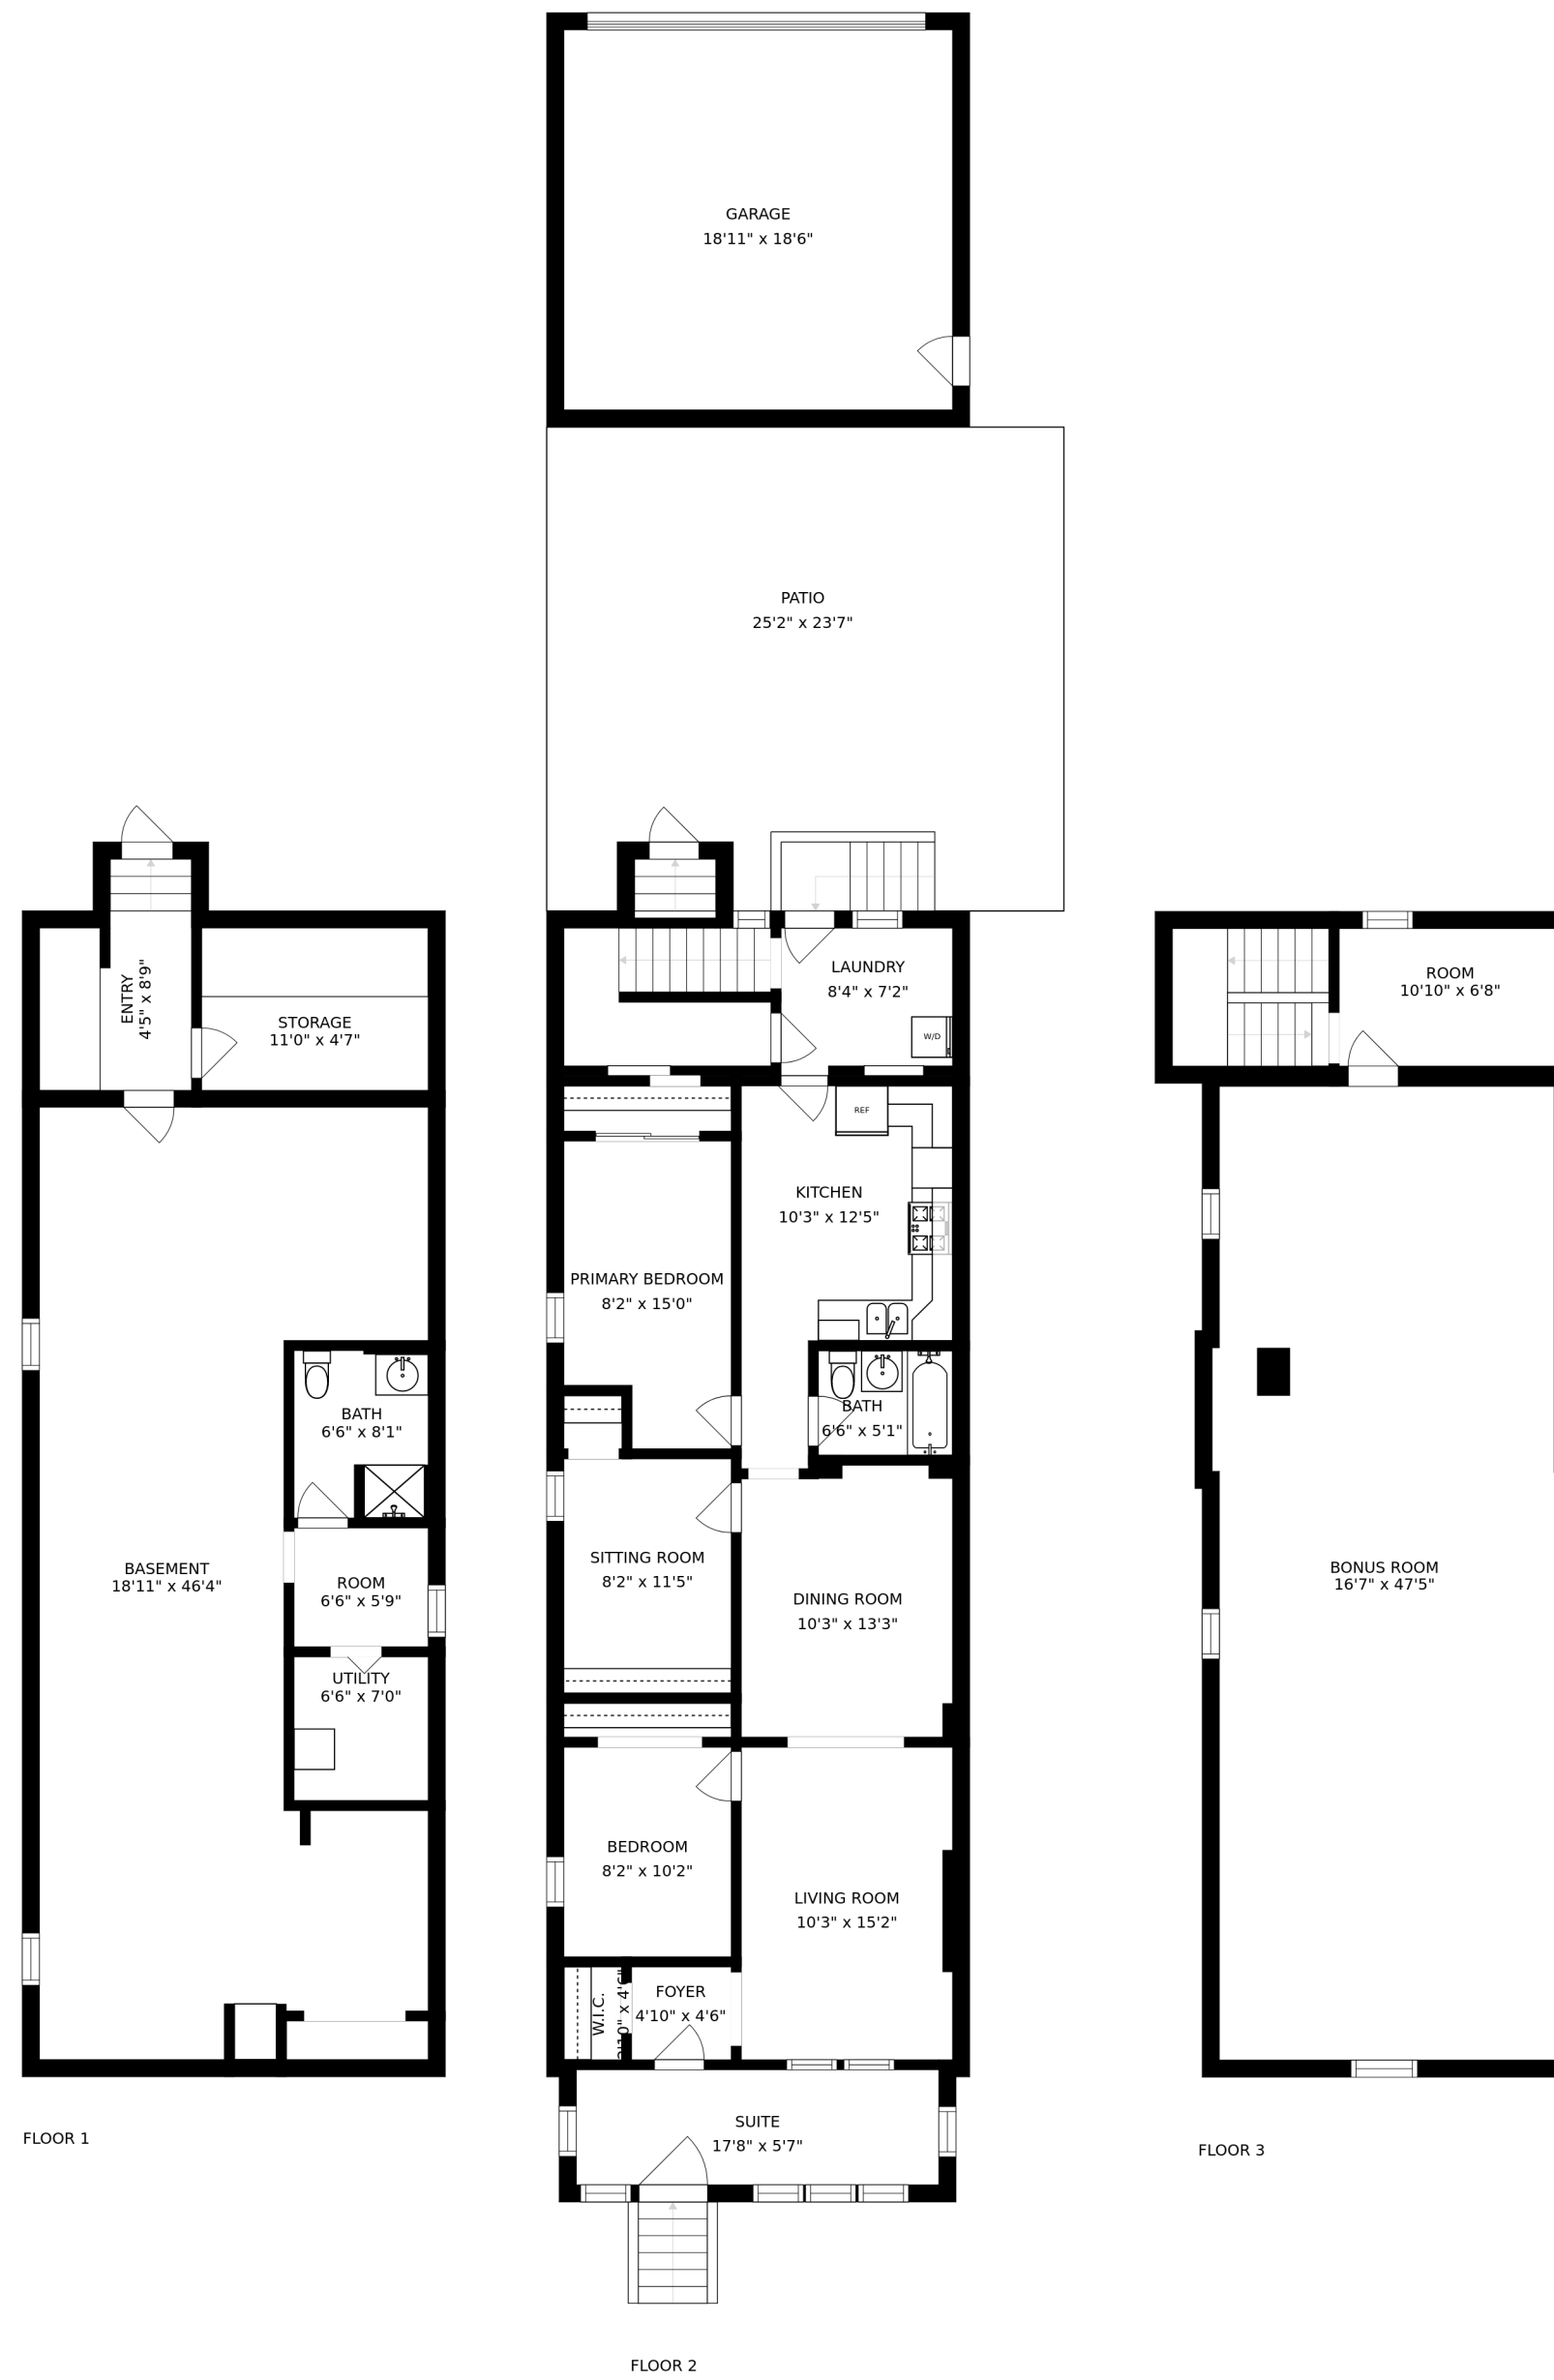 GARAGE
18'11" x 18'6"
PATIO
25'2" x 23'7"
ENTRY
4'5" x 8'9"
STORAGE
11'0" x 4'7"
BATH
6'6" x 8'1"
BASEMENT
18'11" x 46'4"
ROOM
6'6" x 5'9"
UTILITY
6'6" x 7'0"
FLOOR 1
LAUNDRY
8'4" x 7'2"
W/D
REF
KITCHEN
10'3" x 12'5"
PRIMARY BEDROOM
8'2" x 15'0"
BATH
6'6" x 5'1"
SITTING ROOM
8'2" x 11'5"
DINING ROOM
10'3" x 13'3"
BEDROOM
8'2" x 10'2"
LIVING ROOM
10'3" x 15'2"
W.I.C.
x 4'6"
FOYER
4'10" x 4'6"
SUITE
17'8" x 5'7"
FLOOR 2
ROOM
10'10" x 6'8"
BONUS ROOM
16'7" x 47'5"
FLOOR 3